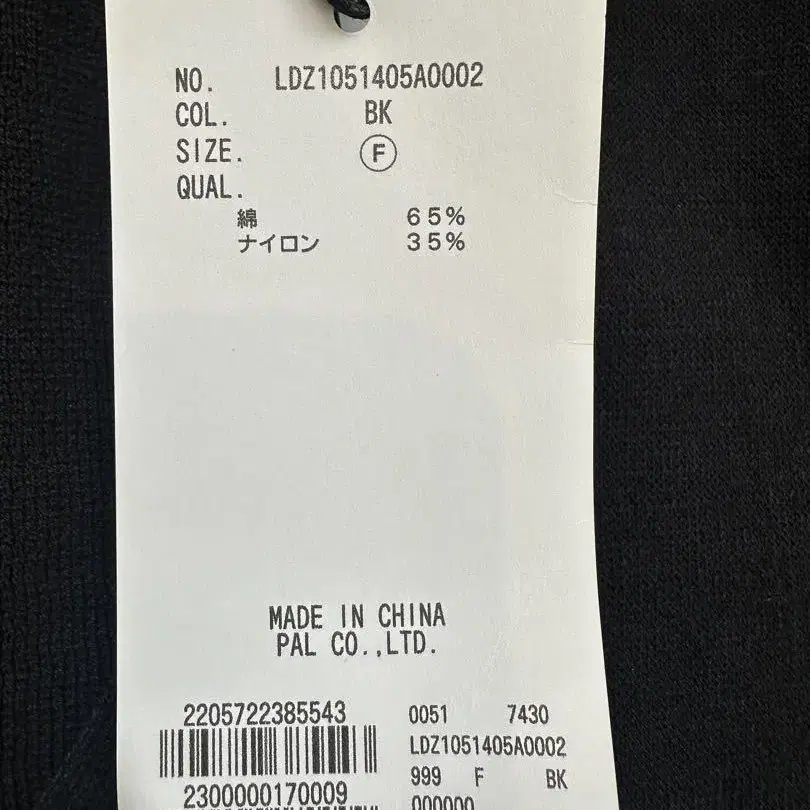 NO. LDZ1051405A0002
COL. BK
SIZE. F
QUAL.
綿 65%
ナイロン 35%
MADE IN CHINA
PAL CO.,LTD.
2205722385543 0051 7430
LDZ1051405A0002
999 F BK
2300000170009
000000